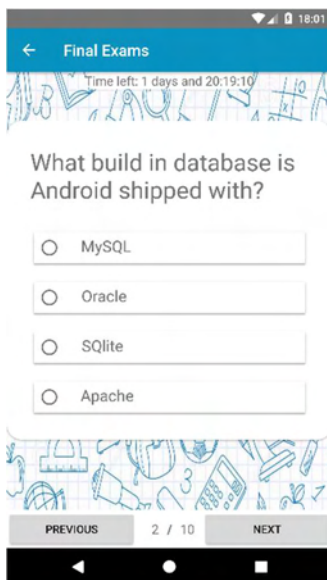 18:01
Final Exams
Time left: 1 days and 20:19:10
What build in database is
Android shipped with?
MySQL
Oracle
SQlite
Apache
PREVIOUS 2 / 10 NEXT